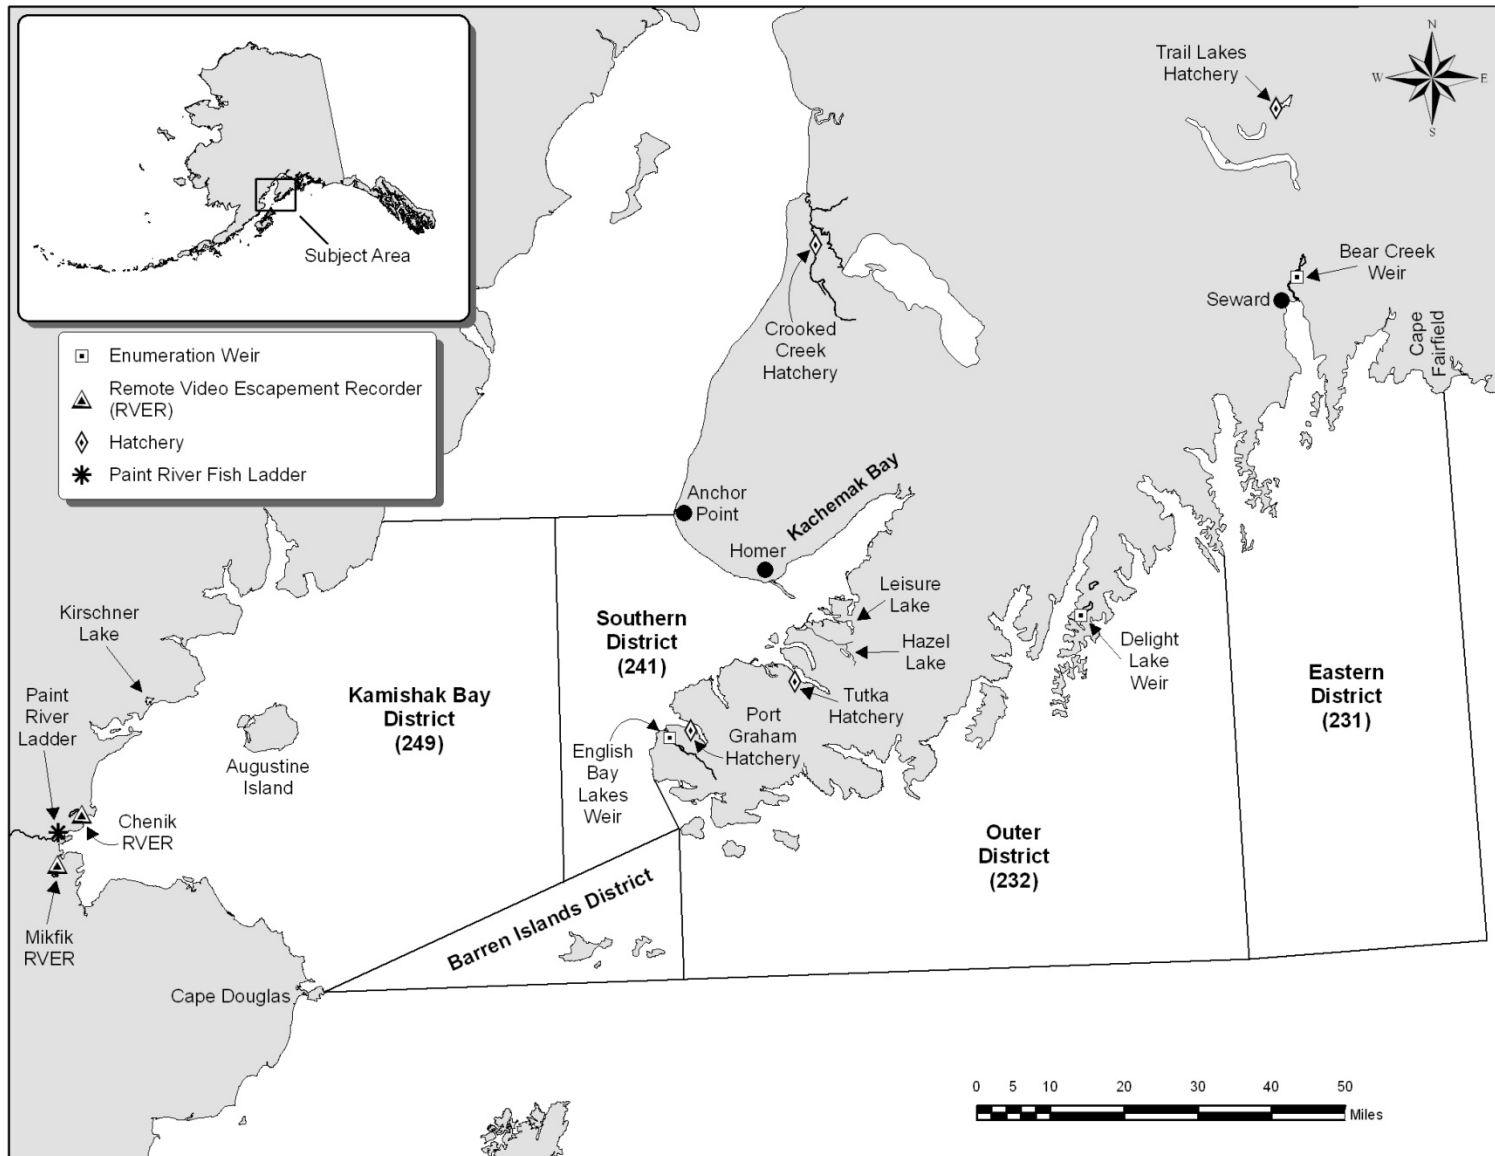 Subject Area
Enumeration Weir
Remote Video Escapement Recorder
(RVER)
Hatchery
Paint River Fish Ladder
Trail Lakes
Hatchery
N
W
E
S
Bear Creek
Weir
Seward
Cape
Fairfield
Crooked
Creek
Hatchery
Anchor
Point
Kachemak Bay
Homer
Leisure
Lake
Hazel
Lake
Tutka
Hatchery
Port
Graham
Hatchery
English
Bay
Lakes
Weir
Delight
Lake
Weir
Southern
District
(241)
Kamishak Bay
District
(249)
Eastern
District
(231)
Outer
District
(232)
Barren Islands District
Kirschner
Lake
Paint
River
Ladder
Augustine
Island
Chenik
RVER
Mikfik
RVER
Cape Douglas
0 5 10 20 30 40 50
Miles